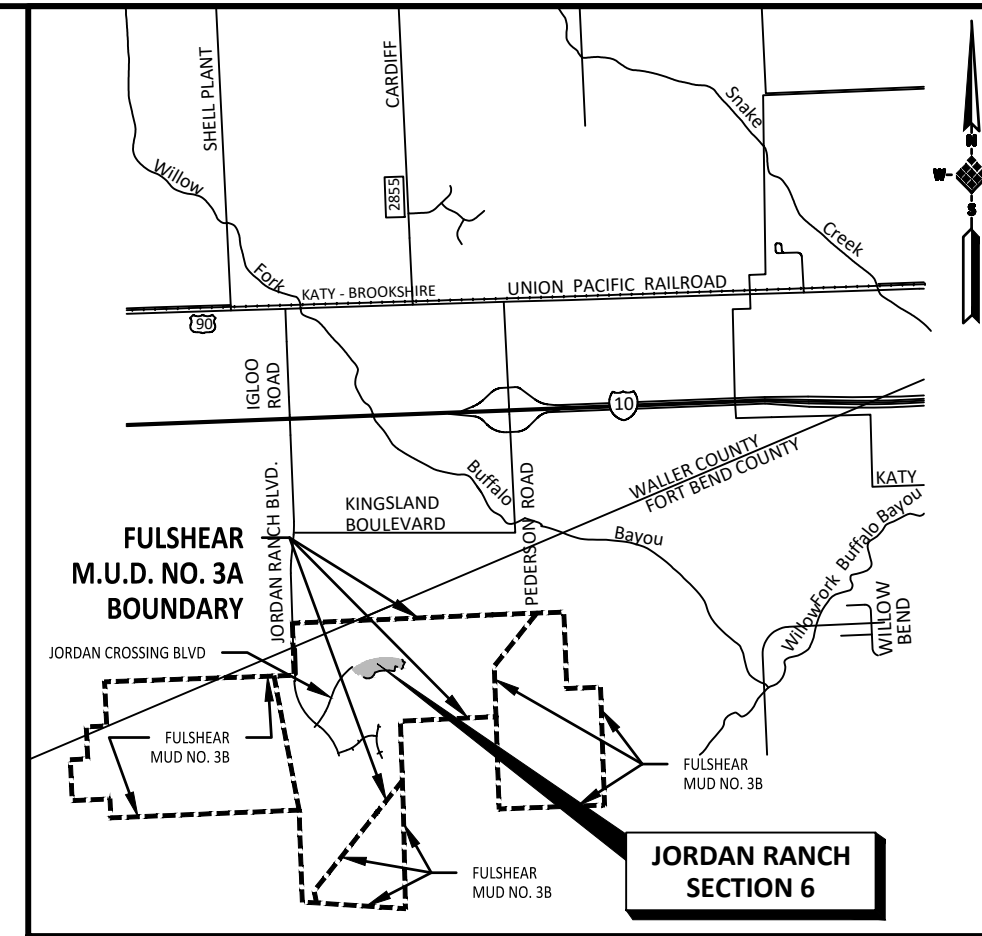 SHELL PLANT
CARDIFF
Snake
Willow
2855
Creek
Fork
KATY - BROOKSHIRE
UNION PACIFIC RAILROAD
90
N
W
S
IGLOO
ROAD
10
WALLER COUNTY
FORT BEND COUNTY
Buffalo
KATY
KINGSLAND
BOULEVARD
PEDERSON ROAD
Bayou
Willow Fork Buffalo Bayou
WILLOW
BEND
JORDAN RANCH BLVD.
FULSHEAR
M.U.D. NO. 3A
BOUNDARY
JORDAN CROSSING BLVD
FULSHEAR
MUD NO. 3B
FULSHEAR
MUD NO. 3B
FULSHEAR
MUD NO. 3B
JORDAN RANCH
SECTION 6